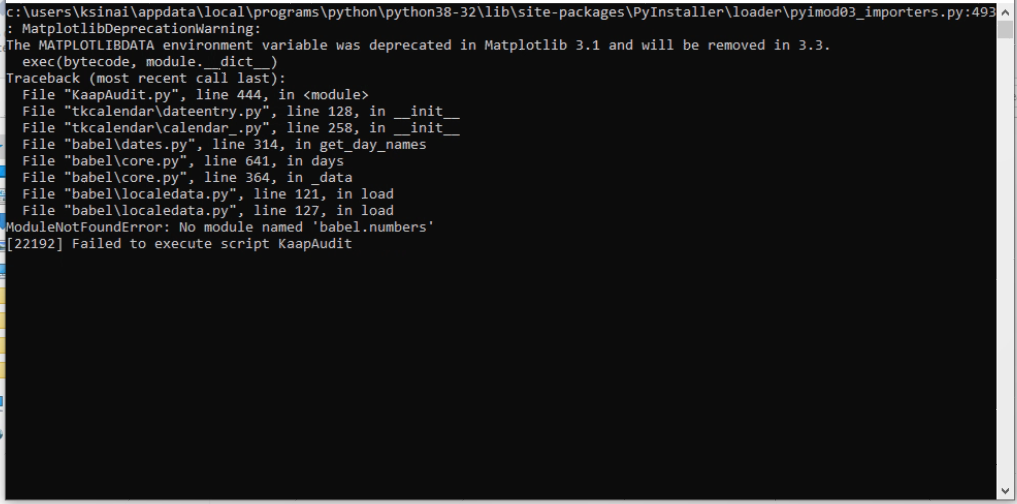 c:\users\ksinai\appdata\local\programs\python\python38-32\lib\site-packages\PyInstaller\loader\pyimod03_importers.py:493
: MatplotlibDeprecationWarning:
The MATPLOTLIBDATA environment variable was deprecated in Matplotlib 3.1 and will be removed in 3.3.
  exec(bytecode, module.__dict__)
Traceback (most recent call last):
  File "KaapAudit.py", line 444, in <module>
  File "tkcalendar\dateentry.py", line 128, in __init__
  File "tkcalendar\calendar_.py", line 258, in __init__
  File "babel\dates.py", line 314, in get_day_names
  File "babel\core.py", line 641, in days
  File "babel\core.py", line 364, in _data
  File "babel\localedata.py", line 121, in load
  File "babel\localedata.py", line 127, in load
ModuleNotFoundError: No module named 'babel.numbers'
[22192] Failed to execute script KaapAudit